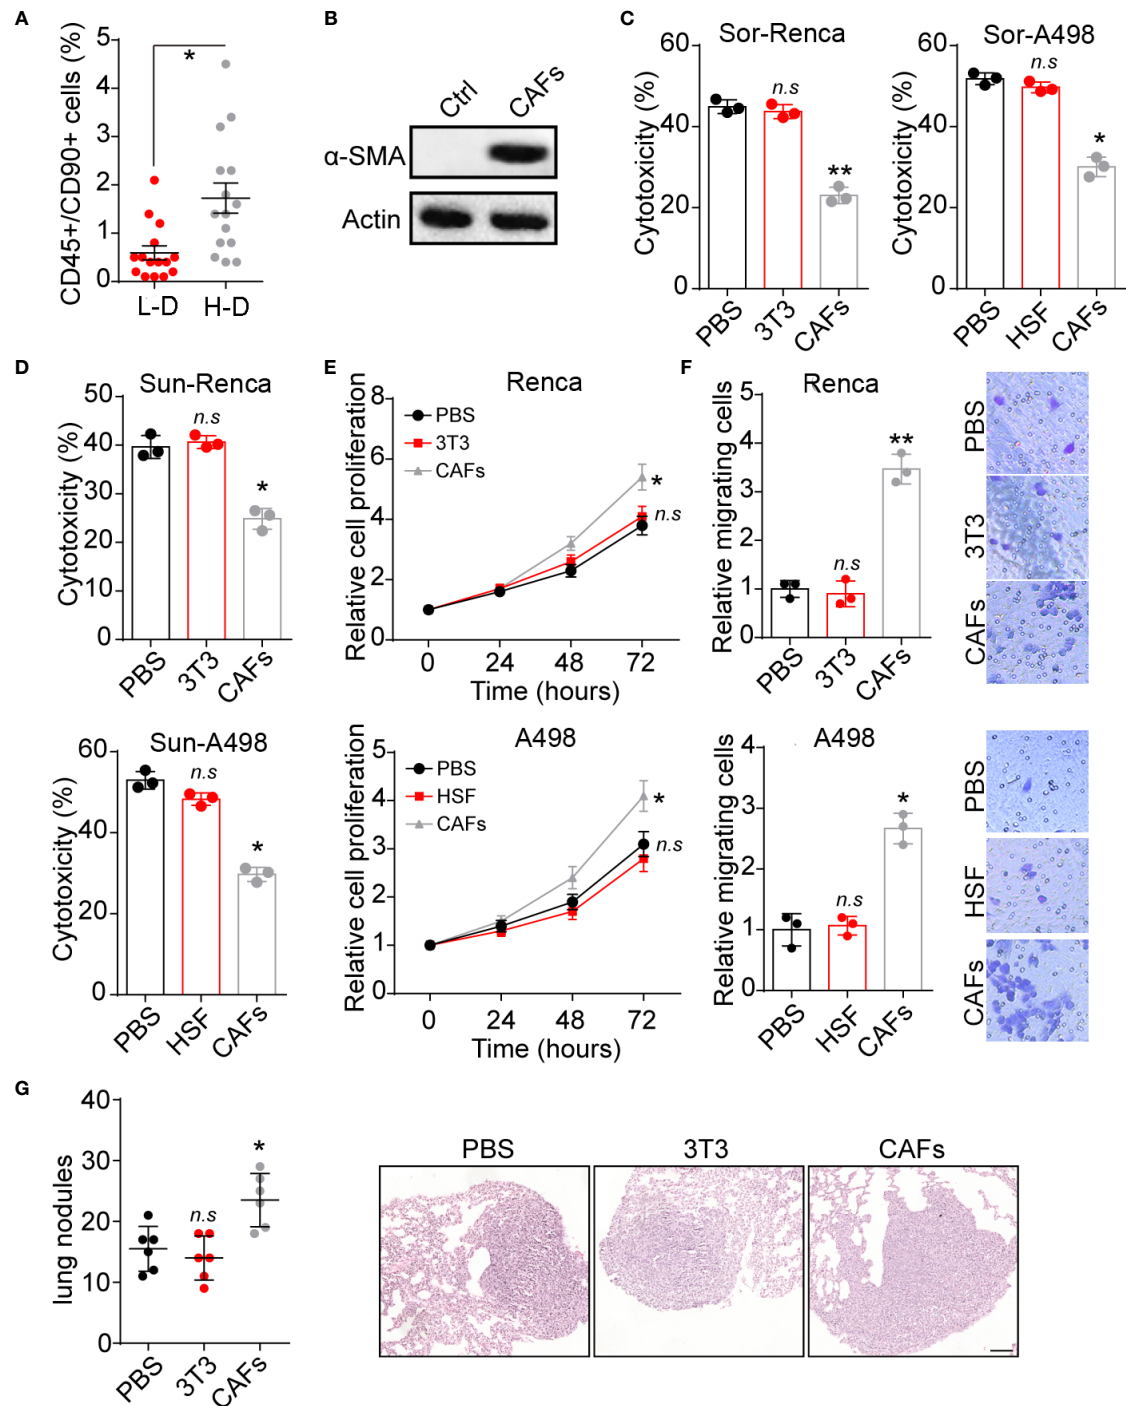 A
CD45+/CD90+ cells (%)
5
4
3
2
1
0
*
L-D
H-D
B
Ctrl
CAFs
α-SMA
Actin
C
Sor-Renca
Cytotoxicity (%)
60
40
20
0
n.s
**
PBS
3T3
CAFs
Sor-A498
Cytotoxicity (%)
60
40
20
0
n.s
*
PBS
HSF
CAFs
D
Sun-Renca
Cytotoxicity (%)
50
40
30
20
10
0
n.s
*
PBS
3T3
CAFs
Sun-A498
Cytotoxicity (%)
60
40
20
0
n.s
*
PBS
HSF
CAFs
E
Renca
Relative cell proliferation
8
6
4
2
0
PBS
3T3
CAFs
*
n.s
0
24
48
72
Time (hours)
A498
Relative cell proliferation
5
4
3
2
1
0
PBS
HSF
CAFs
*
n.s
0
24
48
72
Time (hours)
F
Renca
Relative migrating cells
5
4
3
2
1
0
n.s
**
PBS
3T3
CAFs
PBS
3T3
CAFs
A498
Relative migrating cells
4
3
2
1
0
n.s
*
PBS
HSF
CAFs
PBS
HSF
CAFs
G
lung nodules
40
30
20
10
0
n.s
*
PBS
3T3
CAFs
PBS
3T3
CAFs